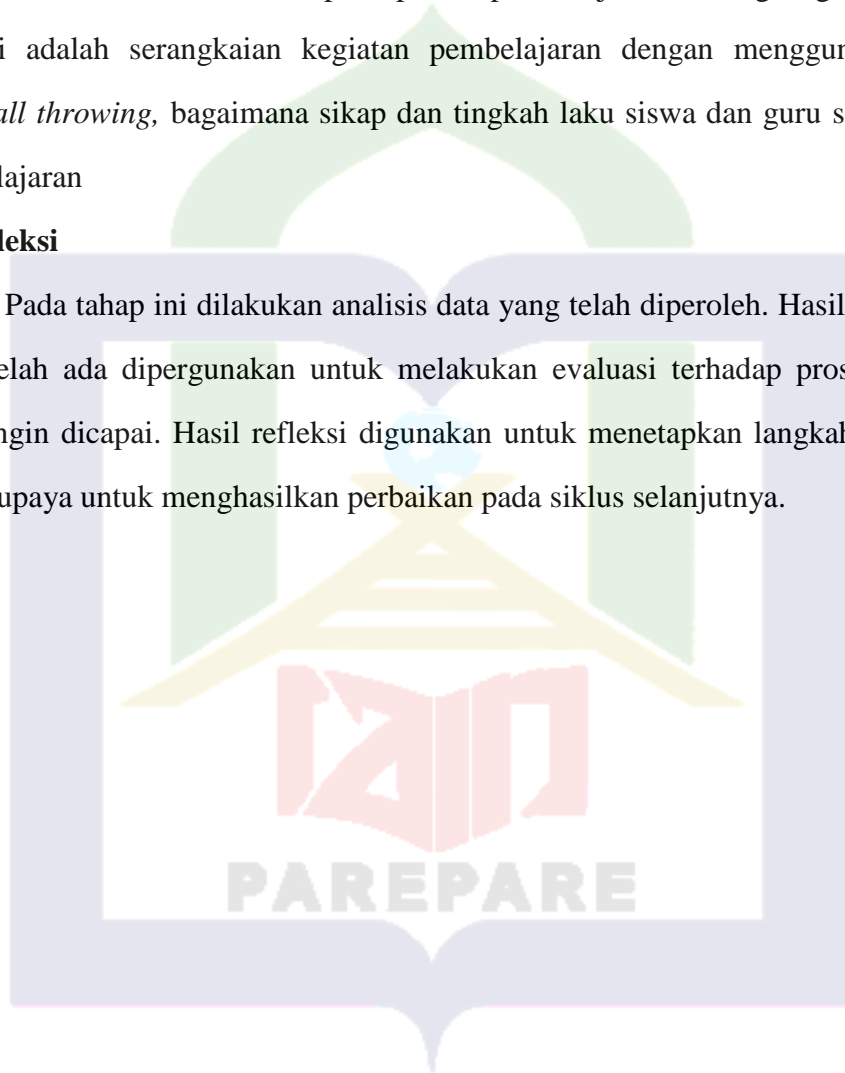 i adalah serangkaian kegiatan pembelajaran dengan menggun
all throwing, bagaimana sikap dan tingkah laku siswa dan guru s
lajaran
leksi
Pada tahap ini dilakukan analisis data yang telah diperoleh. Hasil
elah ada dipergunakan untuk melakukan evaluasi terhadap pros
ngin dicapai. Hasil refleksi digunakan untuk menetapkan langkah
upaya untuk menghasilkan perbaikan pada siklus selanjutnya.
iain
PAREPARE